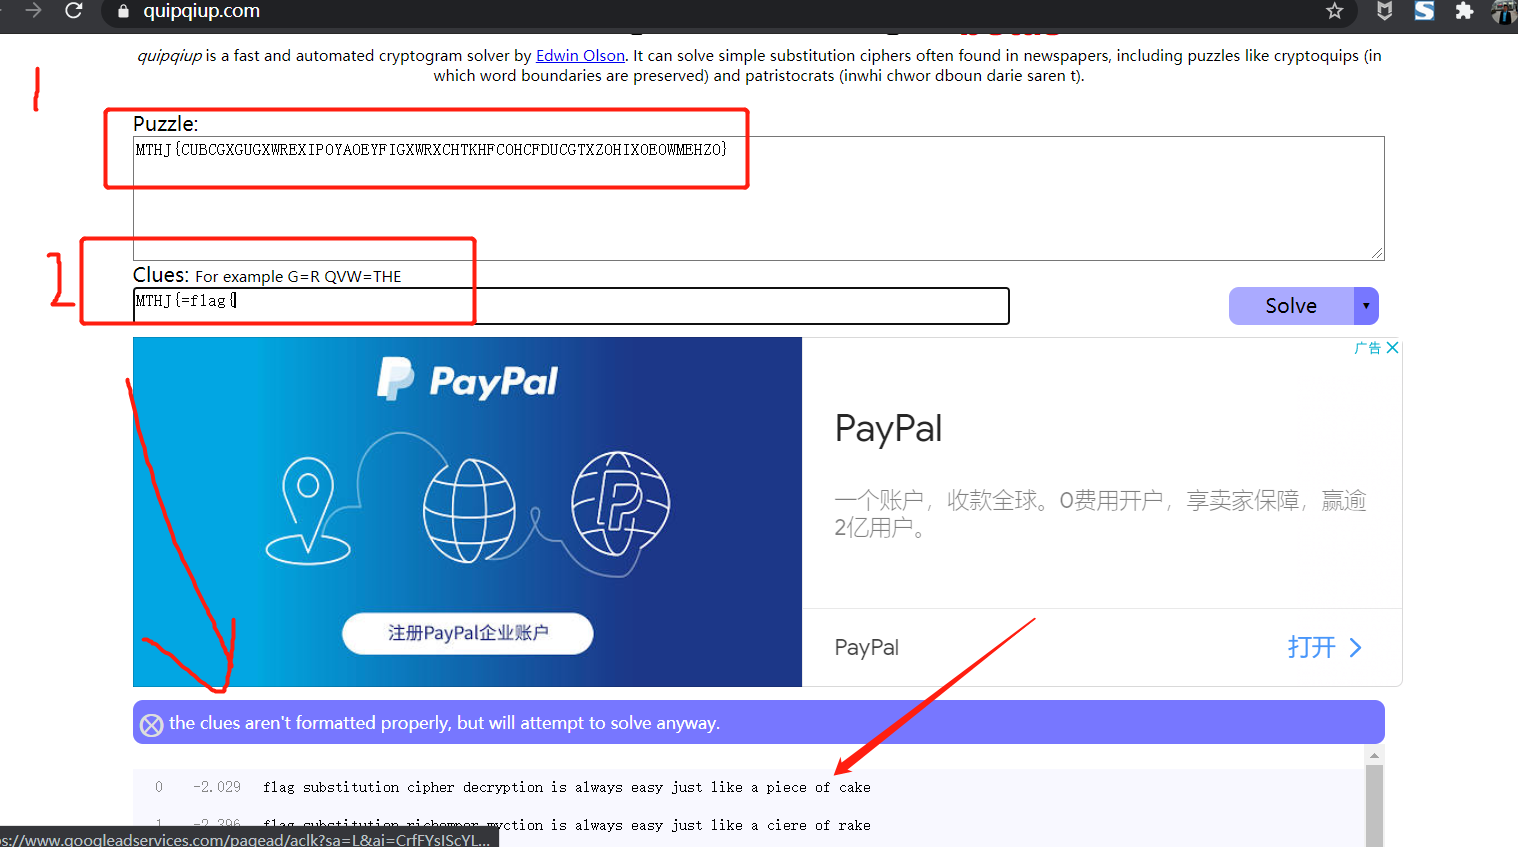 quipqiup.com
quipqiup is a fast and automated cryptogram solver by Edwin Olson. It can solve simple substitution ciphers often found in newspapers, including puzzles like cryptoquips (in
which word boundaries are preserved) and patristocrats (inwhi chwor dboun darie saren t).
Puzzle:
MTHJ{CUBCGXGUGXWREXIPOYAOEYFIGXWRXCHTKHFCOHCFDUCGTXZOHIXOEOWMEHZO}
Clues: For example G=R QVW=THE
MTHJ{=flag{
Solve
广告
PayPal
PayPal
一个账户，收款全球。0费用开户，享卖家保障，赢逾
2亿用户。
注册PayPal企业账户
PayPal
打开
the clues aren't formatted properly, but will attempt to solve anyway.
0 -2.029 flag substitution cipher decryption is always easy just like a piece of cake
1 -2.396 flag substitution richemper myction is always easy just like a ciere of rake
ps://www.googleadservices.com/pagead/aclk?sa=L&ai=CrfFYsIScYL...